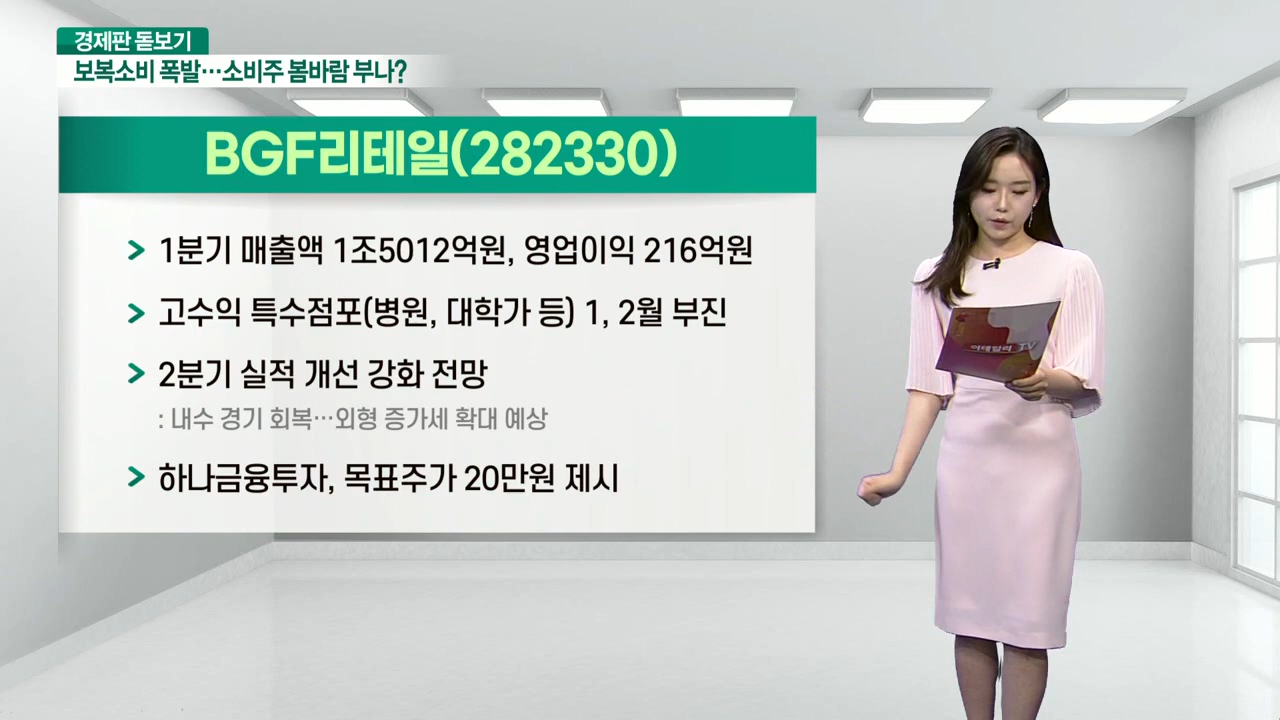 경제판 돋보기
보복소비 폭발…소비주 봄바람 부나?
BGF리테일(282330)
> 1분기 매출액 1조5012억원, 영업이익 216억원
> 고수익 특수점포(병원, 대학가 등) 1, 2월 부진
> 2분기 실적 개선 강화 전망
: 내수 경기 회복…외형 증가세 확대 예상
> 하나금융투자, 목표주가 20만원 제시
이데일리 TV